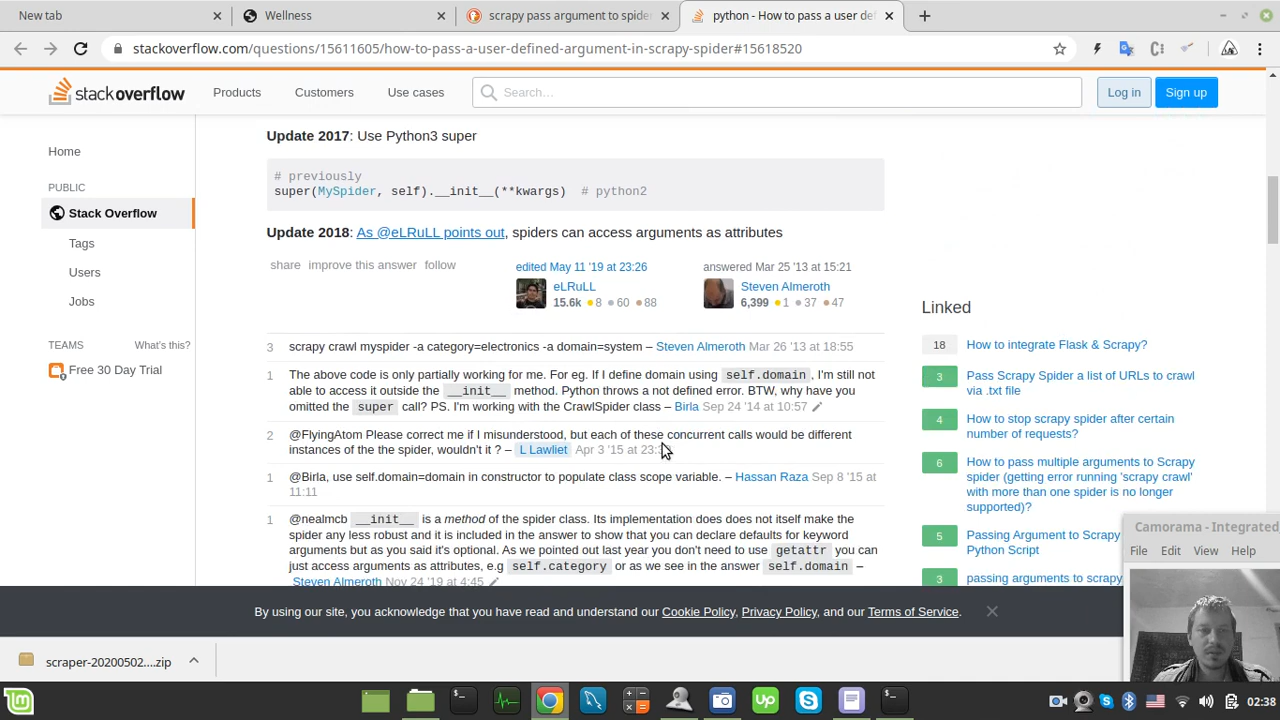 New tab
Wellness
scrapy pass argument to spide
python - How to pass a user de
stackoverflow.com/questions/15611605/how-to-pass-a-user-defined-argument-in-scrapy-spider#15618520
stackoverflow
Products
Customers
Use cases
Search…
Log in
Sign up
Home
PUBLIC
Stack Overflow
Tags
Users
Jobs
TEAMS
What's this?
Free 30 Day Trial
Update 2017: Use Python3 super
# previously
super(MySpider, self).__init__(**kwargs)  # python2
Update 2018: As @eLRuLL points out, spiders can access arguments as attributes
share improve this answer follow
edited May 11 '19 at 23:26
eLRuLL
15.6k 8 60 88
answered Mar 25 '13 at 15:21
Steven Almeroth
6,399 1 37 47
3 scrapy crawl myspider -a category=electronics -a domain=system – Steven Almeroth Mar 26 '13 at 18:55
1 The above code is only partially working for me. For eg. If I define domain using self.domain, I'm still not
able to access it outside the __init__ method. Python throws a not defined error. BTW, why have you
omitted the super call? PS. I'm working with the CrawlSpider class – Birla Sep 24 '14 at 10:57
2 @FlyingAtom Please correct me if I misunderstood, but each of these concurrent calls would be different
instances of the the spider, wouldn't it ? – L Lawliet Apr 3 '15 at 23:
1 @Birla, use self.domain=domain in constructor to populate class scope variable. – Hassan Raza Sep 8 '15 at
11:11
1 @nealmcb __init__ is a method of the spider class. Its implementation does does not itself make the
spider any less robust and it is included in the answer to show that you can declare defaults for keyword
arguments but as you said it's optional. As we pointed out last year you don't need to use getattr you can
just access arguments as attributes, e.g self.category or as we see in the answer self.domain –
Steven Almeroth Nov 24 '19 at 4:45
Linked
18 How to integrate Flask & Scrapy?
3 Pass Scrapy Spider a list of URLs to crawl
via .txt file
4 How to stop scrapy spider after certain
number of requests?
6 How to pass multiple arguments to Scrapy
spider (getting error running 'scrapy crawl'
with more than one spider is no longer
supported)?
5 Passing Argument to Scrapy
Python Script
3 passing arguments to scrapy
Camorama - Integrated
File Edit View Help
By using our site, you acknowledge that you have read and understand our Cookie Policy, Privacy Policy, and our Terms of Service.
scraper-20200502....zip
Up
02:38